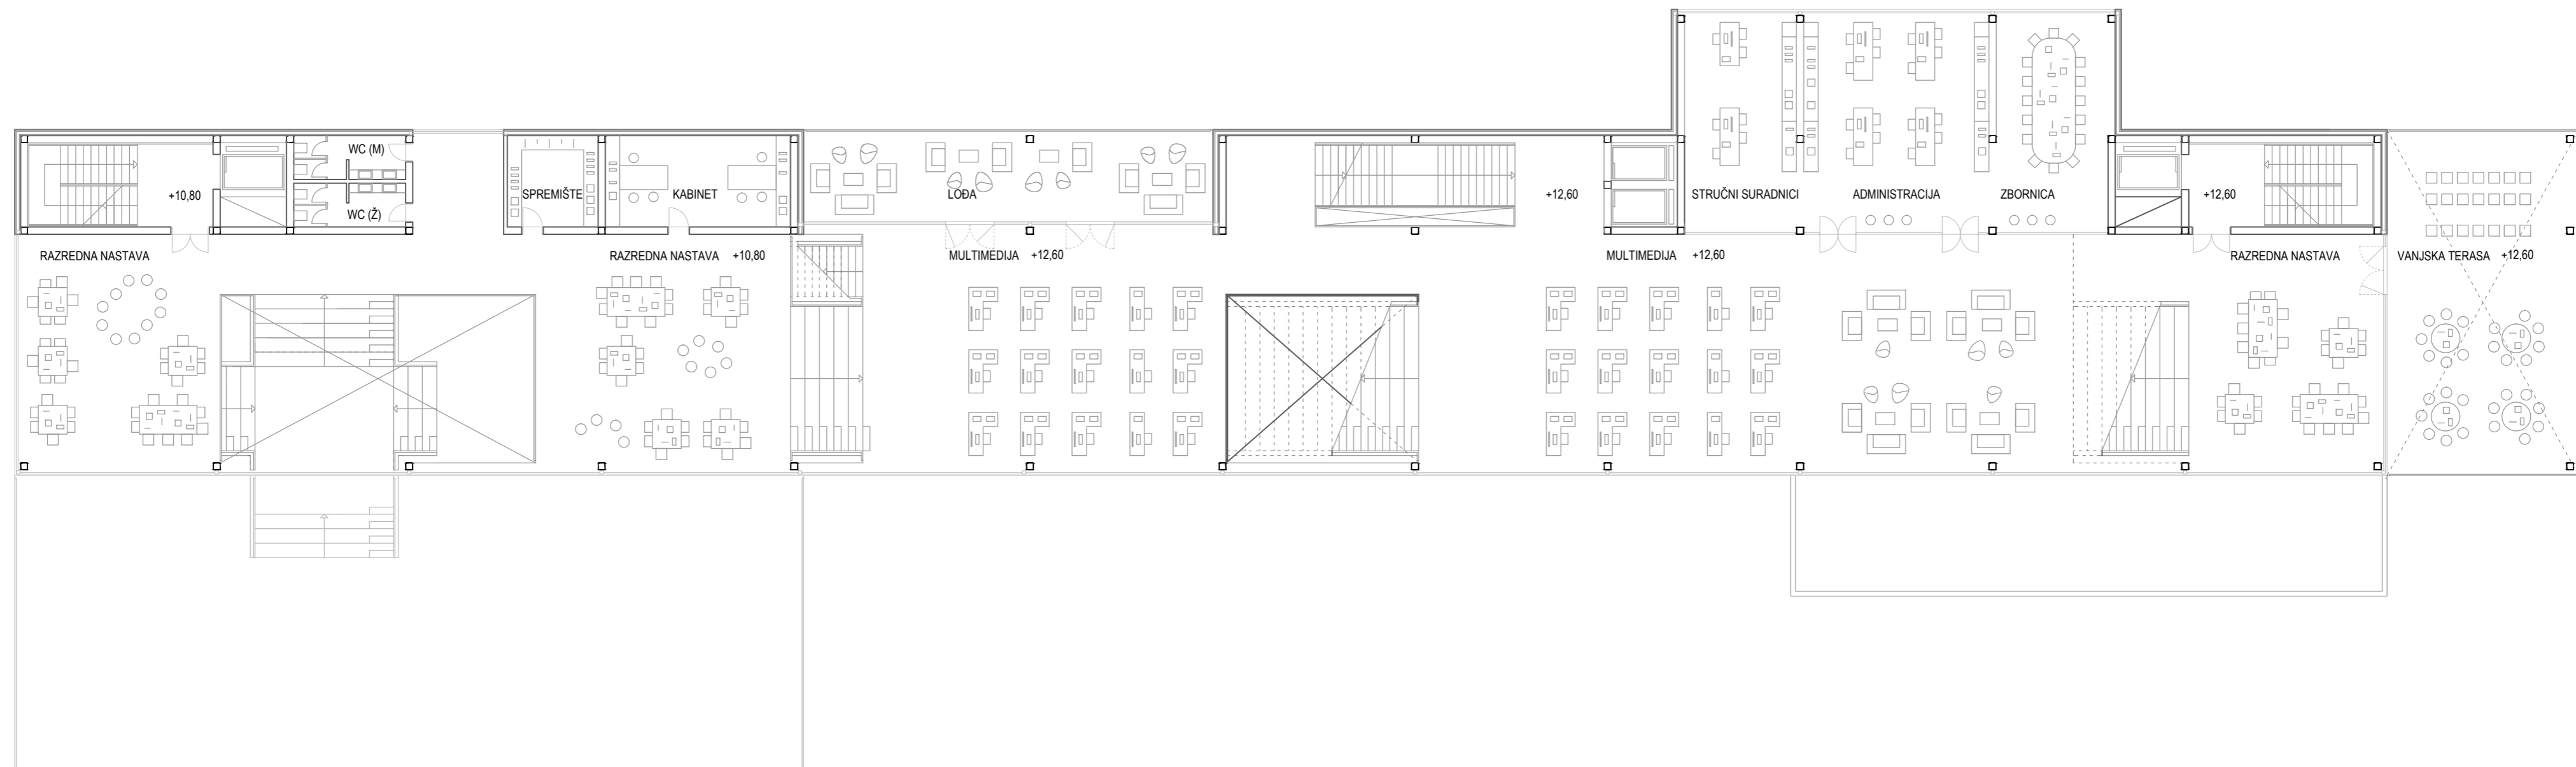 WC (M)
+10,80
SPREMIŠTE
KABINET
LOĐA
+12,60
STRUČNI SURADNICI
ADMINISTRACIJA
ZBORNICA
+12,60
WC (Ž)
RAZREDNA NASTAVA
RAZREDNA NASTAVA +10,80
MULTIMEDIJA +12,60
MULTIMEDIJA +12,60
RAZREDNA NASTAVA
VANJSKA TERASA +12,60